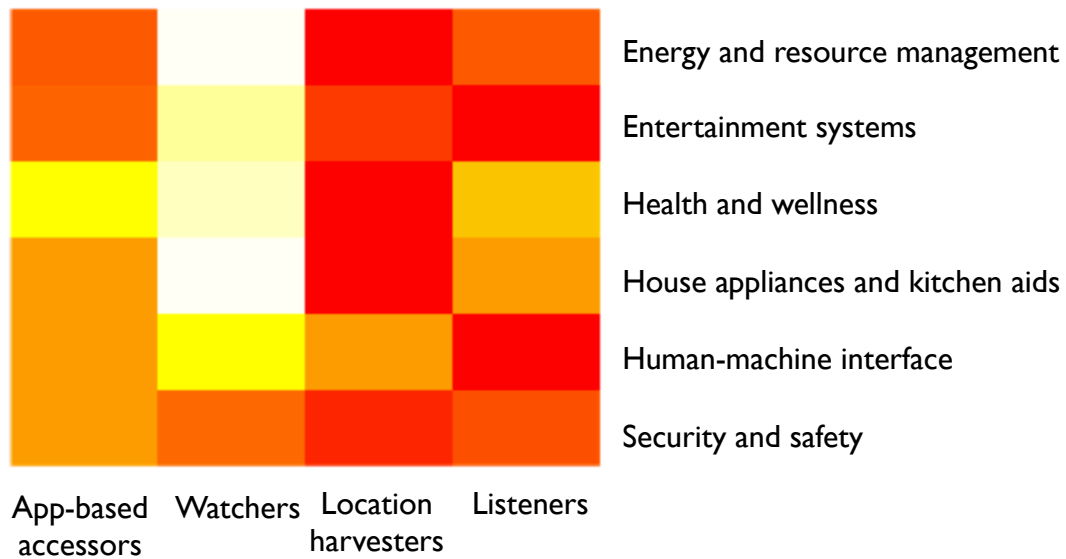 Energy and resource management
Entertainment systems
Health and wellness
House appliances and kitchen aids
Human-machine interface
Security and safety
App-based
accessors
Watchers
Location
harvesters
Listeners